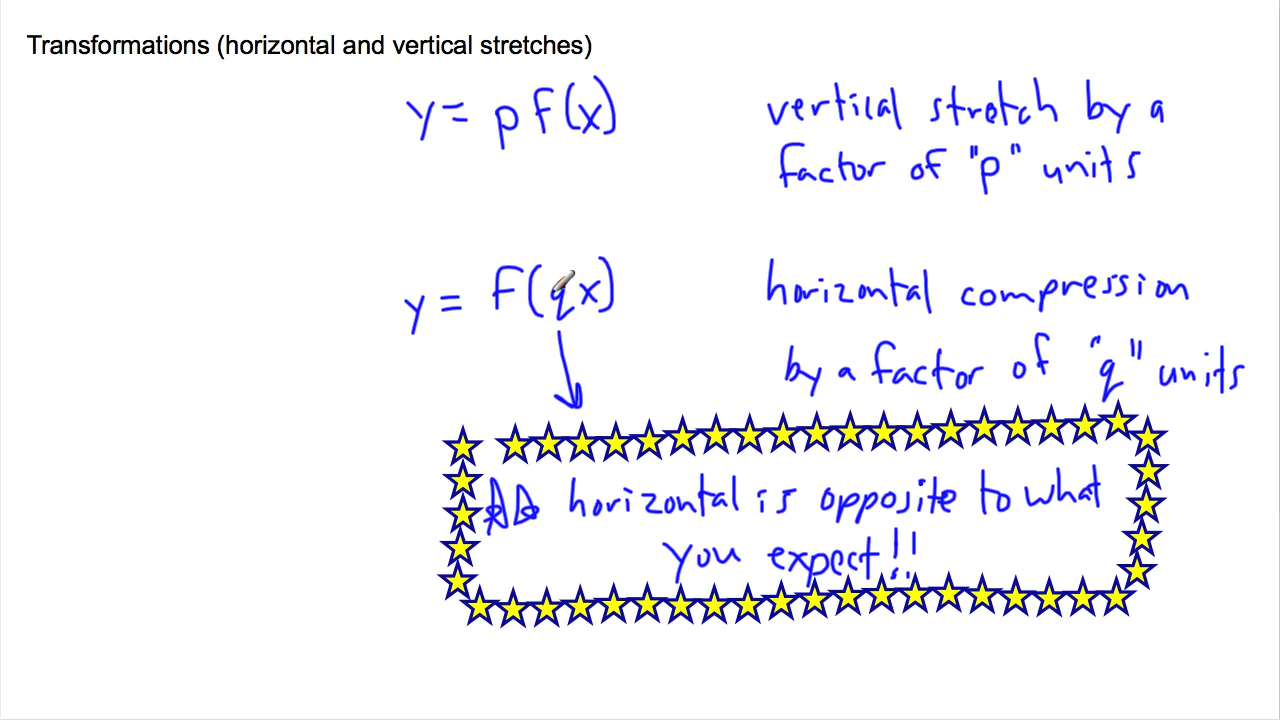 Transformations (horizontal and vertical stretches)
y = p f(x)
vertical stretch by a
factor of "p" units
y = f(qx)
horizontal compression
by a factor of "q" units
horizontal is opposite to what
you expect!!